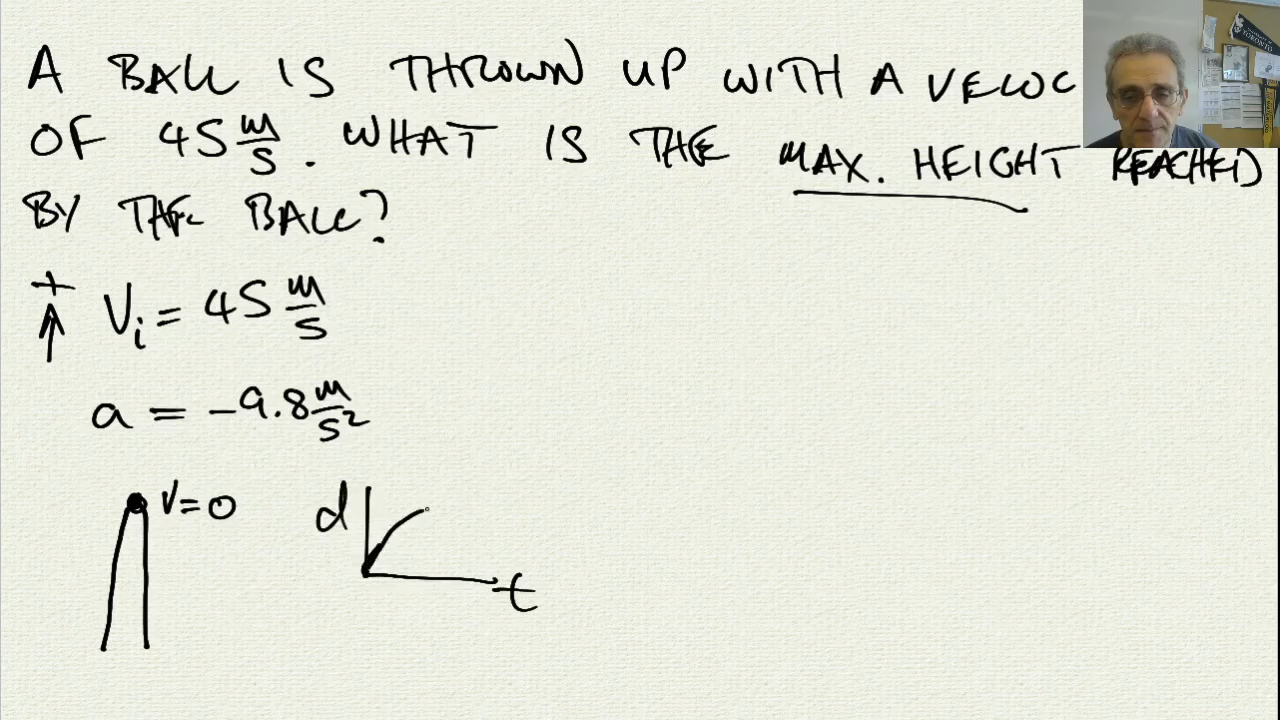 A BALL IS THROWN UP WITH A VELOC
OF 45 m/s. WHAT IS THE MAX. HEIGHT REACHED
BY THE BALL?
+ Vi = 45 m/s
a = -9.8 m/s²
V=0
d
t
TORONTO